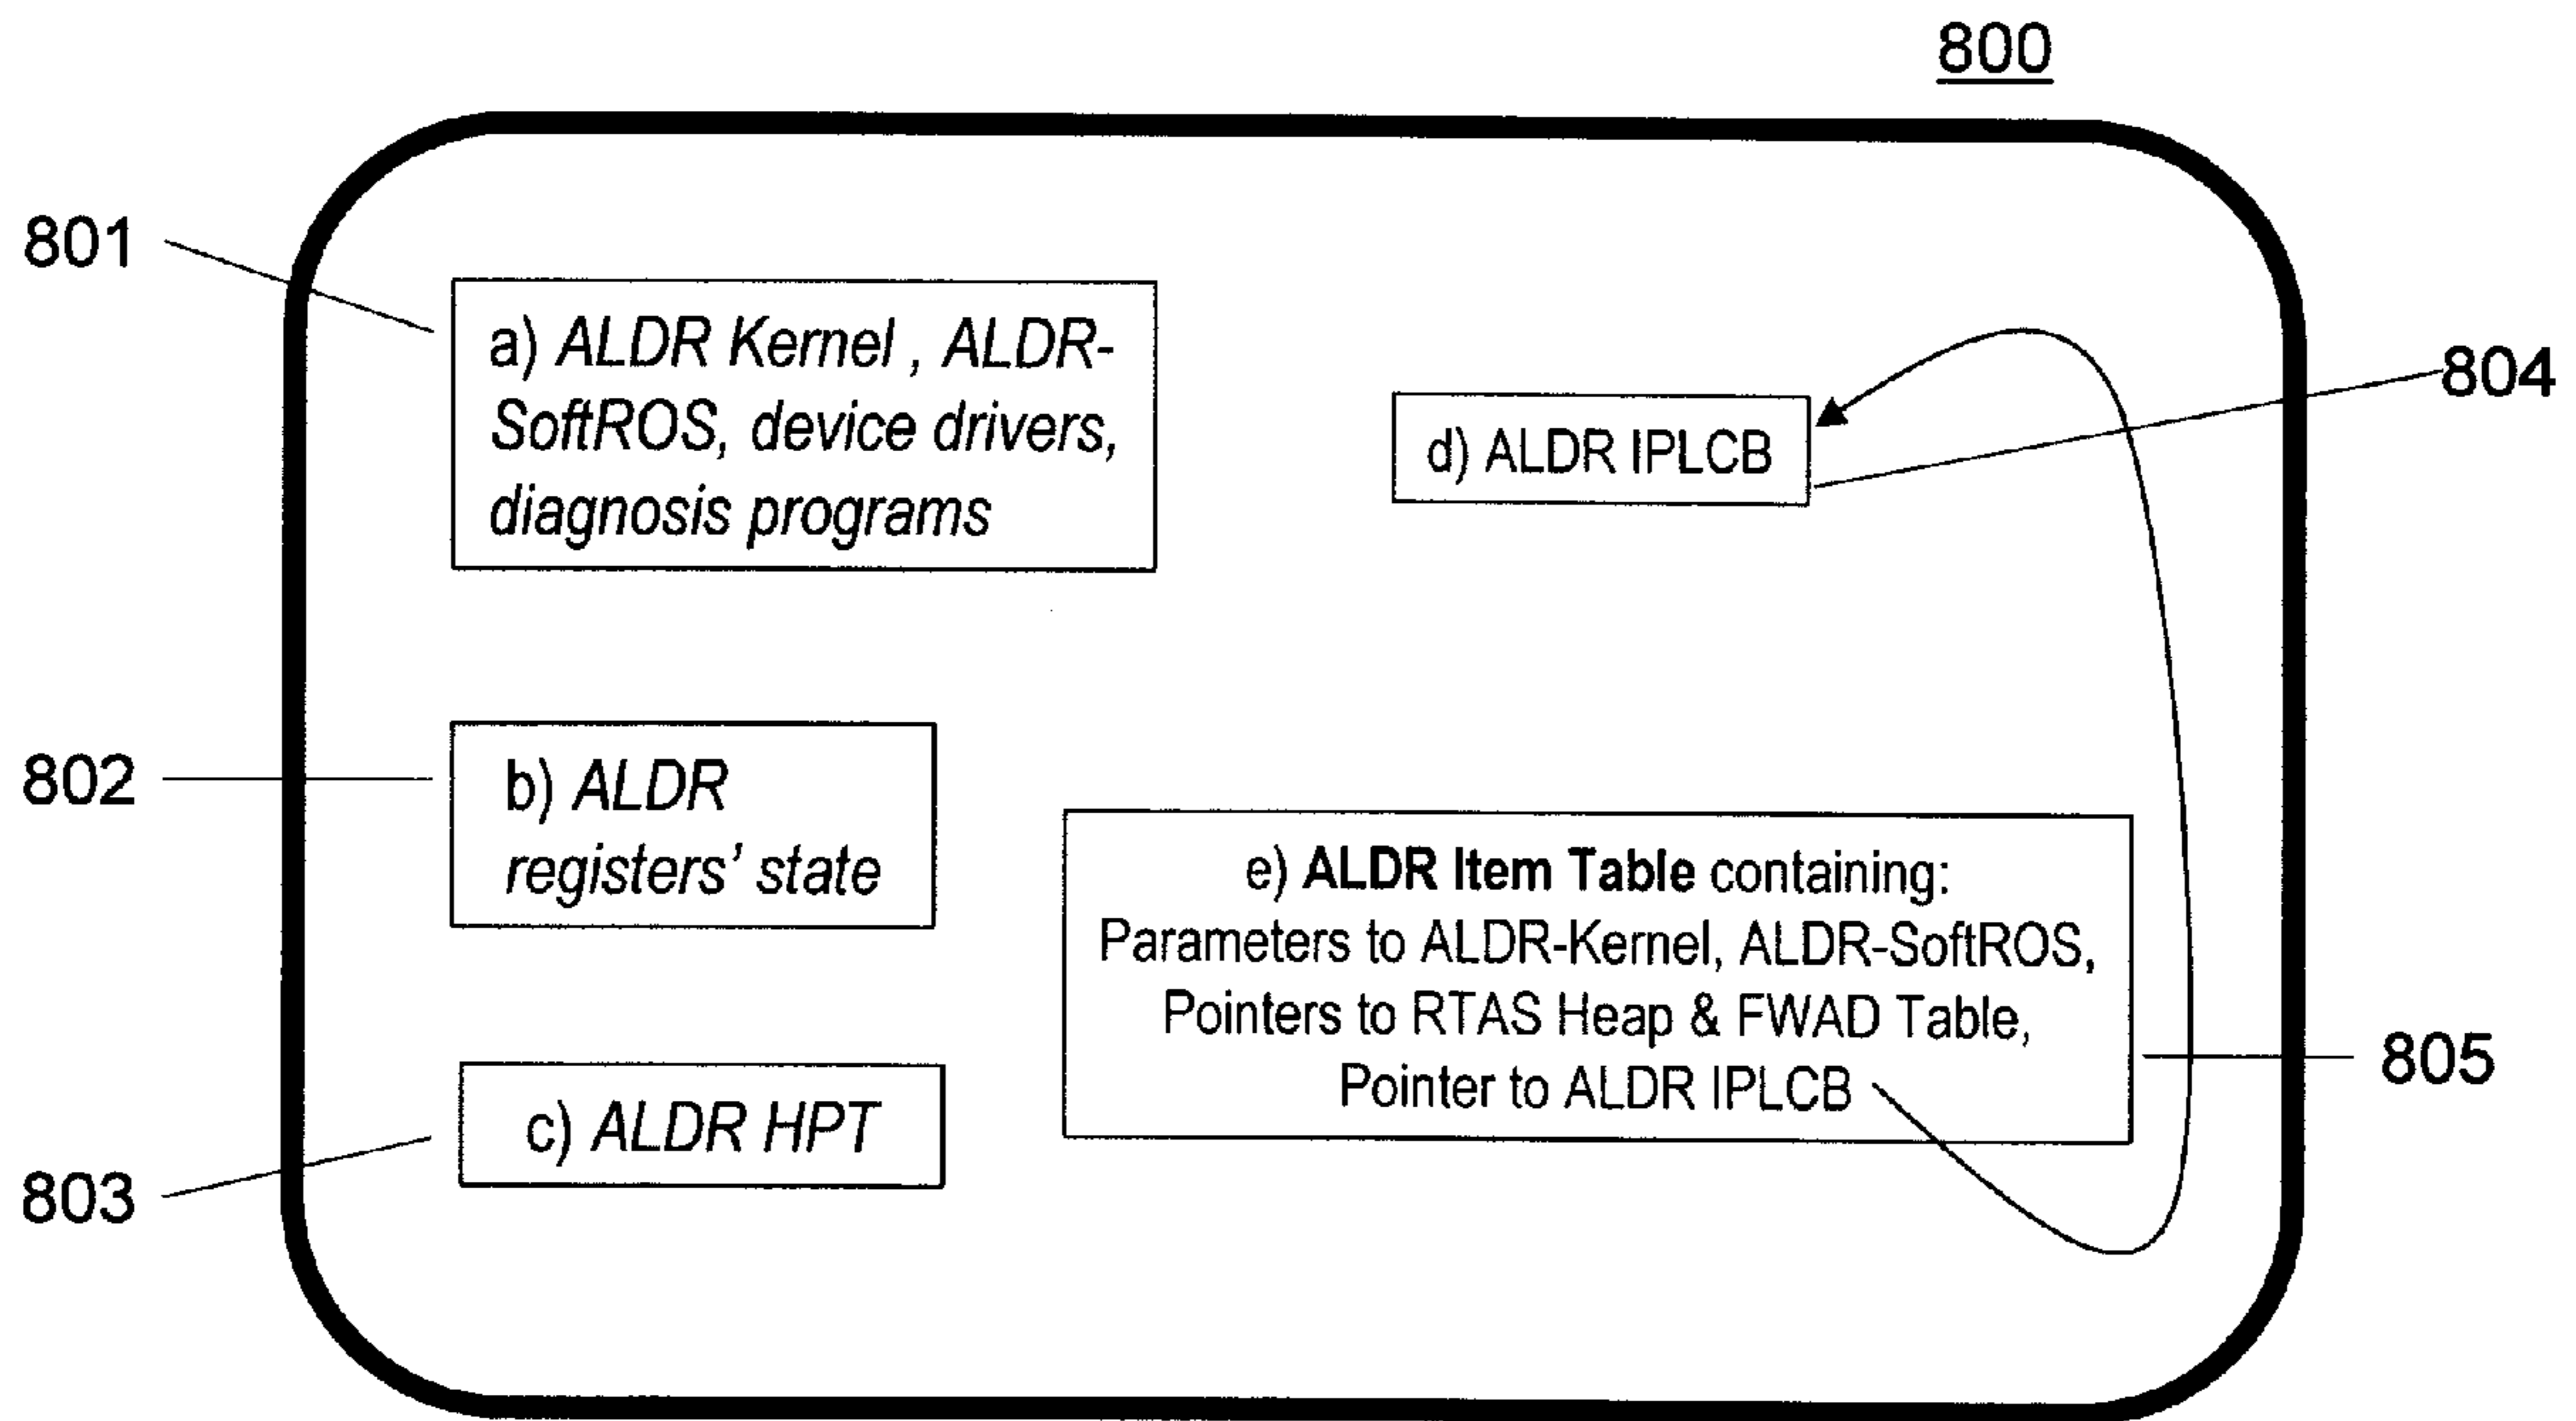 800
801
a) ALDR Kernel , ALDR-
SoftROS, device drivers,
diagnosis programs
804
d) ALDR IPLCB
802
b) ALDR
registers’ state
e) ALDR Item Table containing:
Parameters to ALDR-Kernel, ALDR-SoftROS,
Pointers to RTAS Heap & FWAD Table,
Pointer to ALDR IPLCB
805
803
c) ALDR HPT